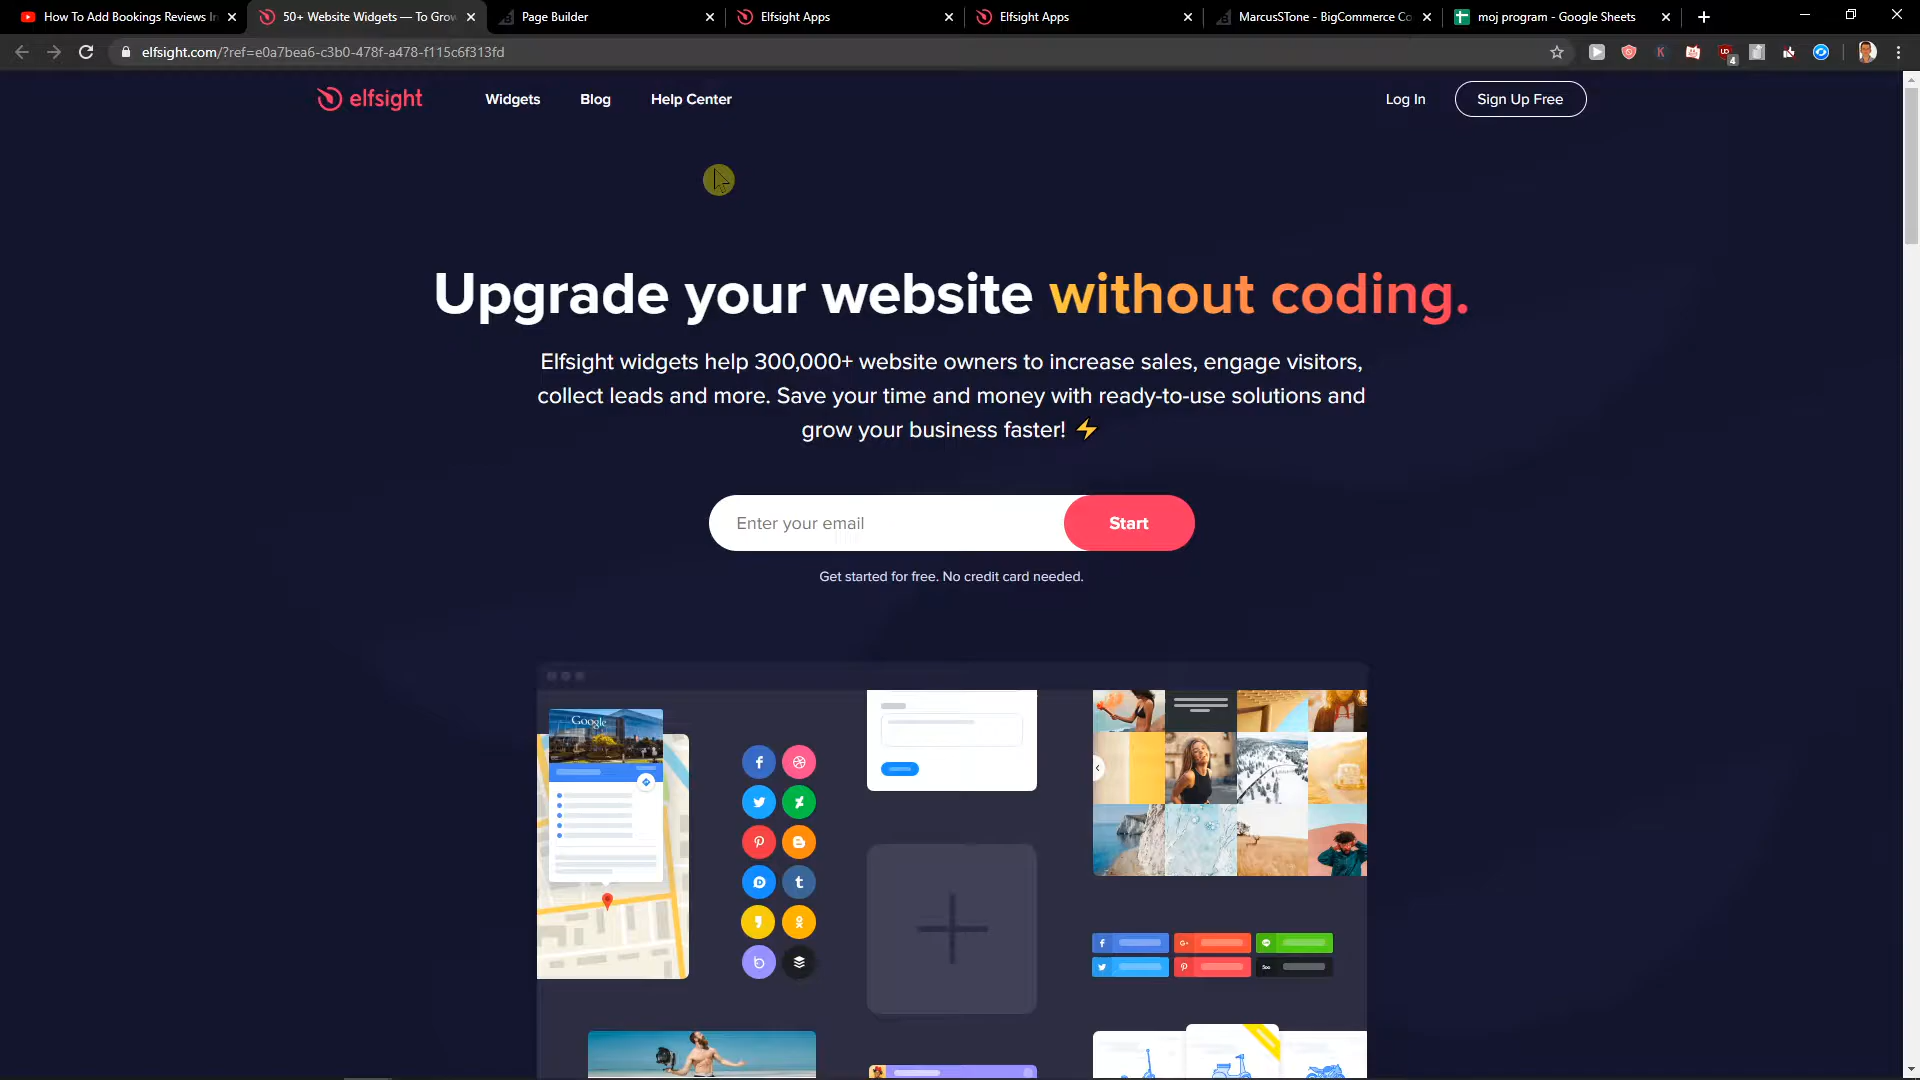 How To Add Bookings Reviews In
50+ Website Widgets — To Grow
Page Builder
Elfsight Apps
Elfsight Apps
MarcusSTone - BigCommerce Co
moj program - Google Sheets
elfsight.com/?ref=e0a7bea6-c3b0-478f-a478-f115c6f313fd
4
elfsight
Widgets
Blog
Help Center
Log In
Sign Up Free
Upgrade your website without coding.
Elfsight widgets help 300,000+ website owners to increase sales, engage visitors,
collect leads and more. Save your time and money with ready-to-use solutions and
grow your business faster! ⚡
Enter your email
Start
Get started for free. No credit card needed.
Google